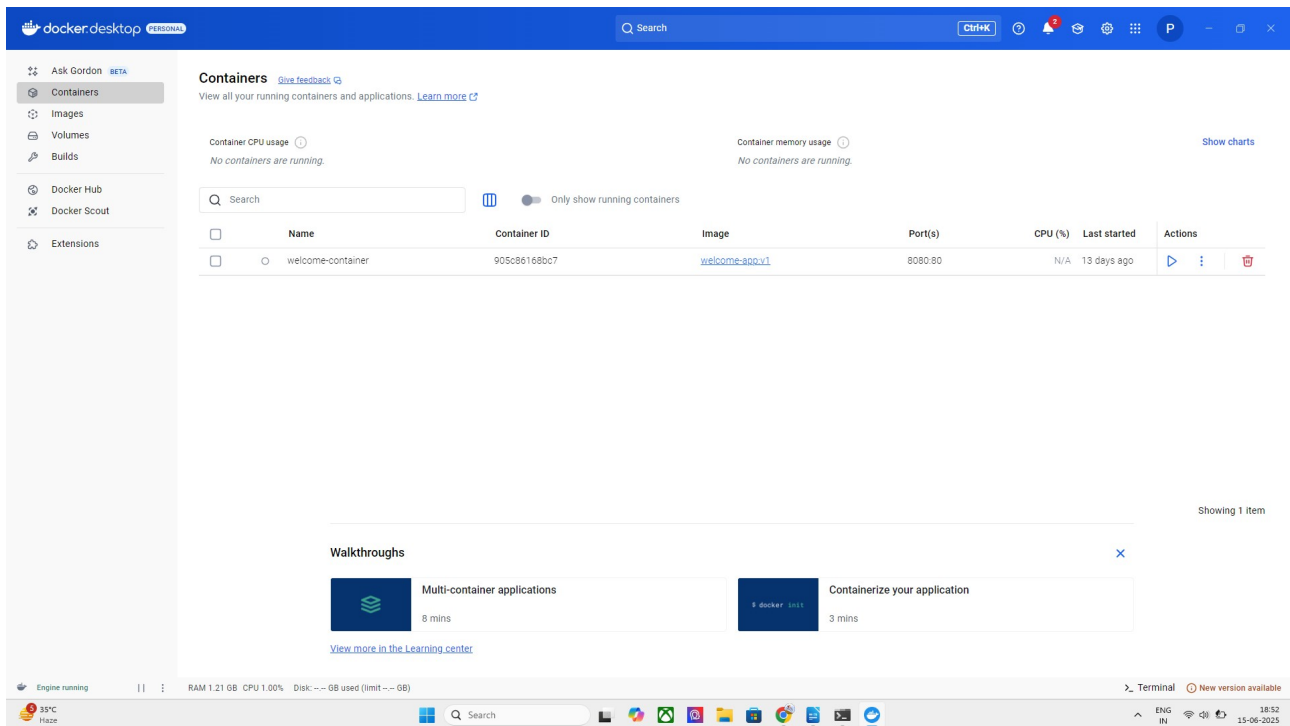 docker.desktop PERSONAL
Search
Ctrl+K
2
P
Ask Gordon BETA
Containers
Images
Volumes
Builds
Docker Hub
Docker Scout
Extensions
Containers Give feedback
View all your running containers and applications. Learn more
Container CPU usage
No containers are running.
Container memory usage
No containers are running.
Show charts
Search
Only show running containers
Name Container ID Image Port(s) CPU (%) Last started Actions
welcome-container 905c86168bc7 welcome-app:v1 8080:80 N/A 13 days ago
Showing 1 item
Walkthroughs
Multi-container applications
8 mins
$ docker init
Containerize your application
3 mins
View more in the Learning center
Engine running
RAM 1.21 GB CPU 1.00% Disk: --.-- GB used (limit --.-- GB)
>_ Terminal
New version available
5
35°C
Haze
Search
ENG
IN
18:52
15-06-2025